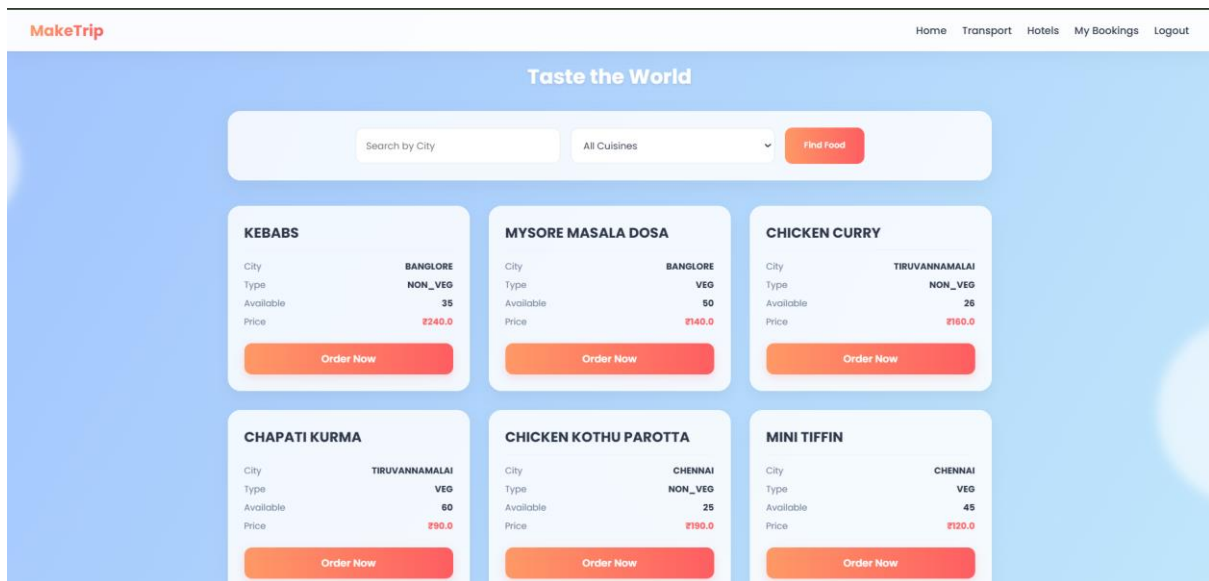 MakeTrip
Home Transport Hotels My Bookings Logout
Taste the World
Search by City
All Cuisines
Find Food
KEBABS
City BANGLORE
Type NON_VEG
Available 35
Price ₹240.0
Order Now
MYSORE MASALA DOSA
City BANGLORE
Type VEG
Available 50
Price ₹140.0
Order Now
CHICKEN CURRY
City TIRUVANNAMALAI
Type NON_VEG
Available 26
Price ₹160.0
Order Now
CHAPATI KURMA
City TIRUVANNAMALAI
Type VEG
Available 60
Price ₹90.0
Order Now
CHICKEN KOTHU PAROTTA
City CHENNAI
Type NON_VEG
Available 25
Price ₹190.0
Order Now
MINI TIFFIN
City CHENNAI
Type VEG
Available 45
Price ₹120.0
Order Now